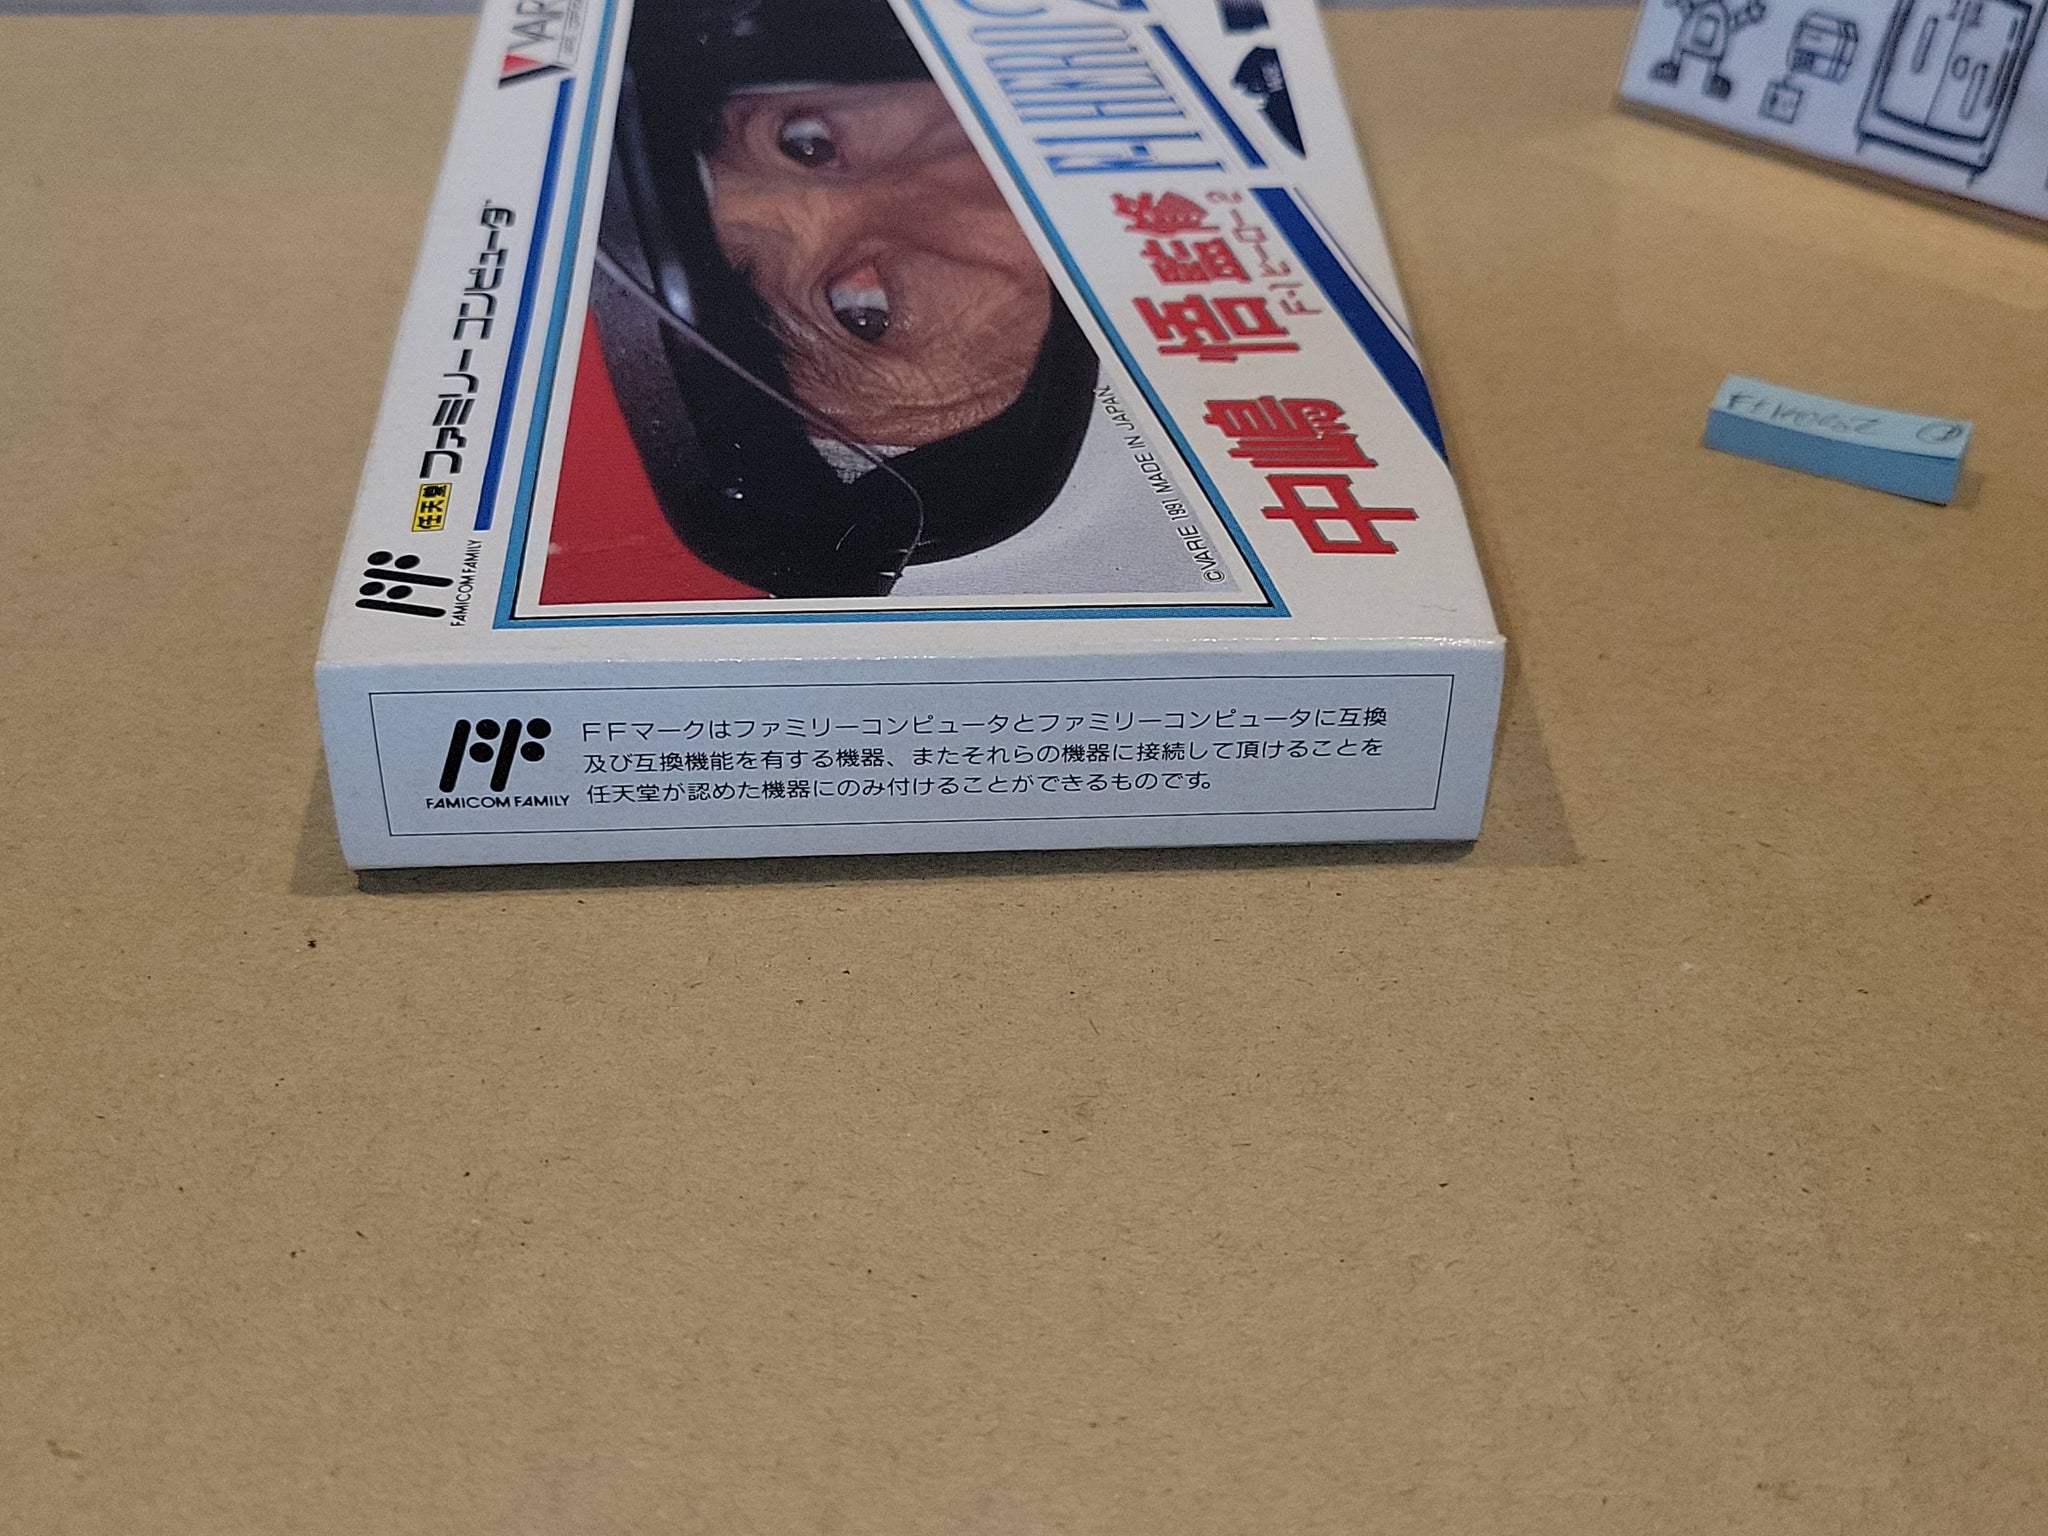 任天堂 ファミリー コンピュータ™
FAMICOM FAMILY
中嶋 悟 監修
F-1 ヒーロー 2
©VARIE 1991 MADE IN JAPAN
FAMICOM FAMILY
FFマークはファミリーコンピュータとファミリーコンピュータに互換
及び互換機能を有する機器、またそれらの機器に接続して頂けることを
任天堂が認めた機器にのみ付けることができるものです。